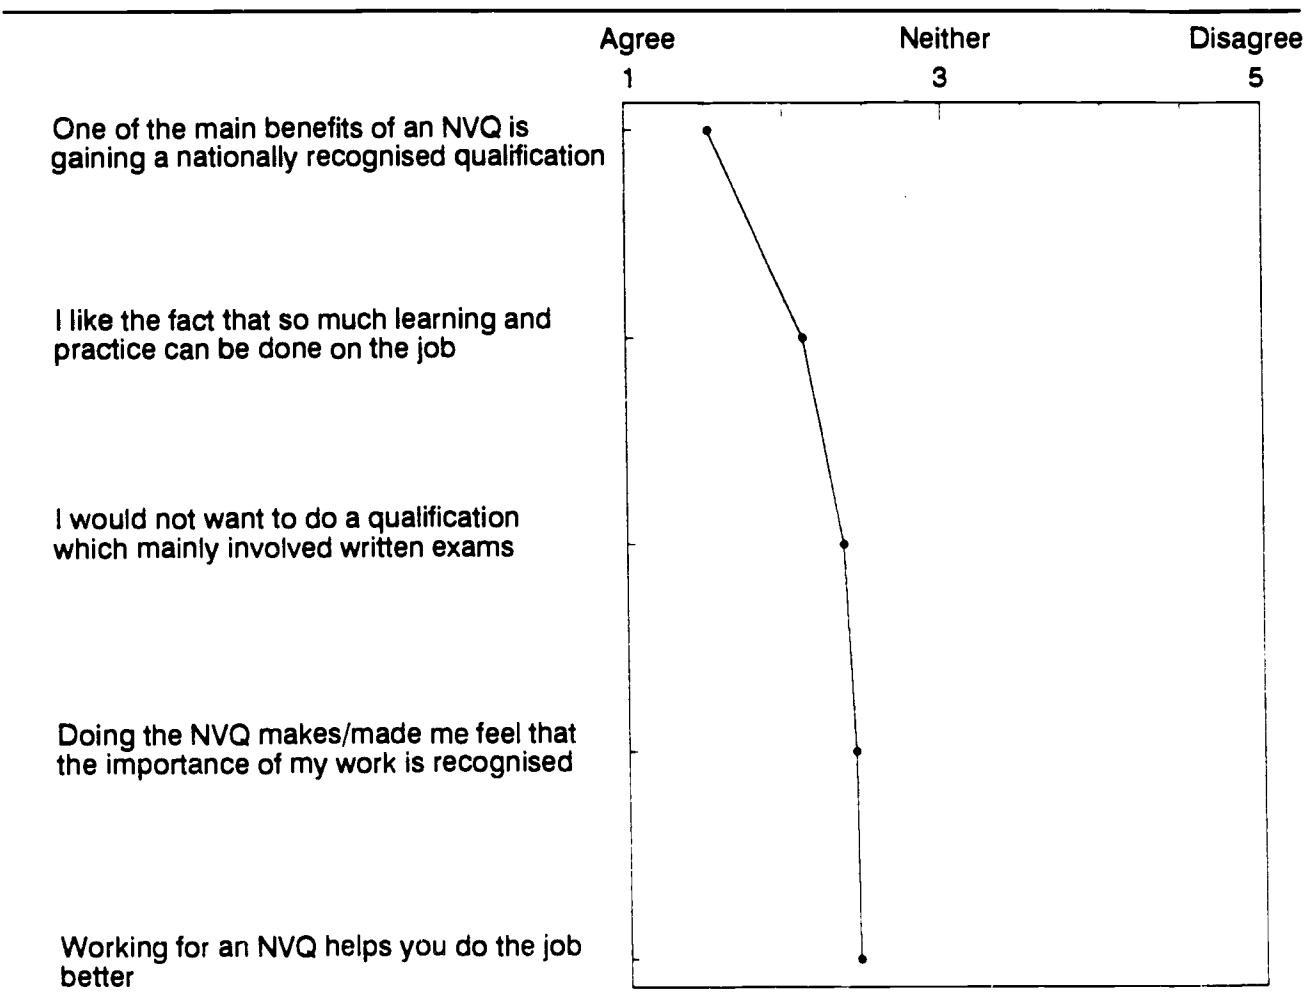 Agree Neither Disagree
1 3 5
One of the main benefits of an NVQ is
gaining a nationally recognised qualification
I like the fact that so much learning and
practice can be done on the job
I would not want to do a qualification
which mainly involved written exams
Doing the NVQ makes/made me feel that
the importance of my work is recognised
Working for an NVQ helps you do the job
better